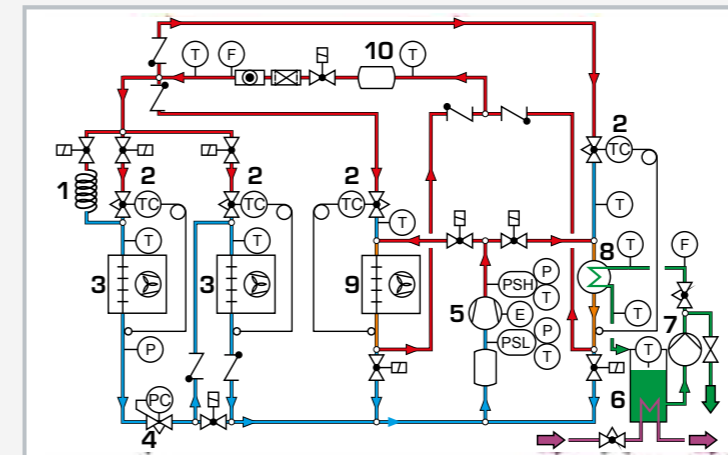 T F 10 T
2 TC
1 2 TC 2 TC 2 TC T T
8 T F
T T
3 3 9 PSH P T
5 E
PSL P T
T 7
P T
6
PC
4